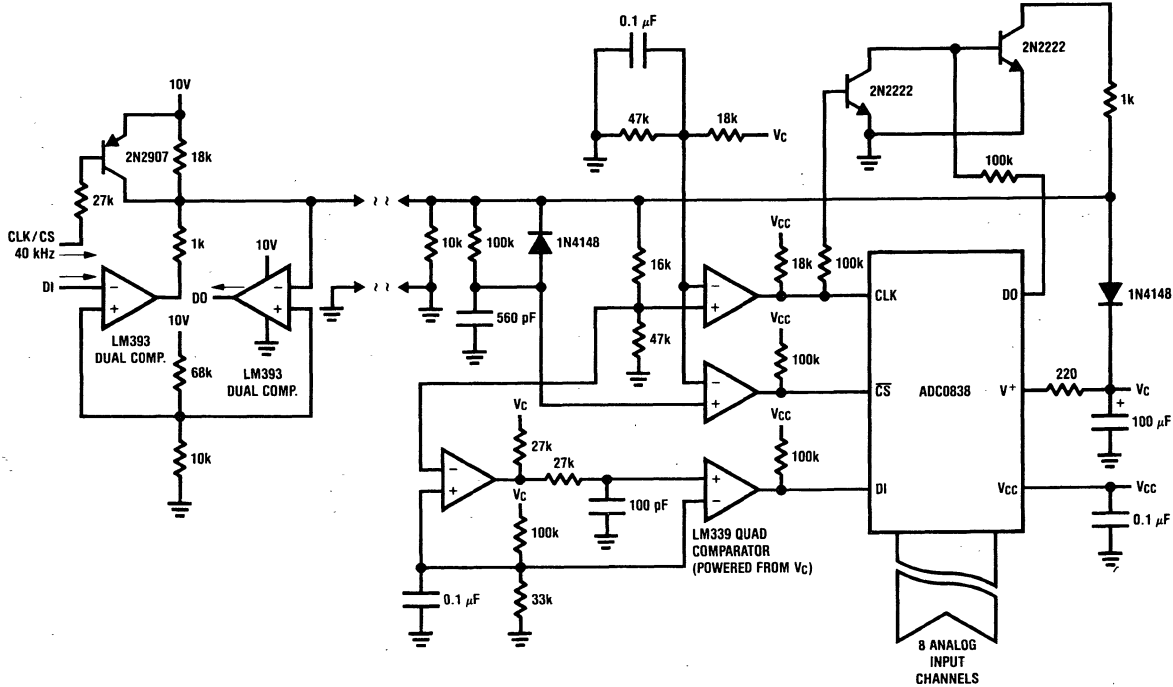 0.1 µF
2N2222
10V
2N2907
18k
27k
CLK/CS
40 kHz
DI
1k
10V
DO
LM393
DUAL COMP.
10V
LM393
DUAL COMP.
68k
10k
47k
18k
VC
2N2222
1k
100k
10k
100k
1N4148
560 pF
16k
47k
VCC
18k
100k
VCC
100k
VCC
100k
CLK
DO
CS
ADC0838
V+
DI
VCC
1N4148
220
VC
+
100 µF
VCC
0.1 µF
VC
27k
27k
VC
100k
100 pF
33k
0.1 µF
LM339 QUAD
COMPARATOR
(POWERED FROM VC)
8 ANALOG
INPUT
CHANNELS